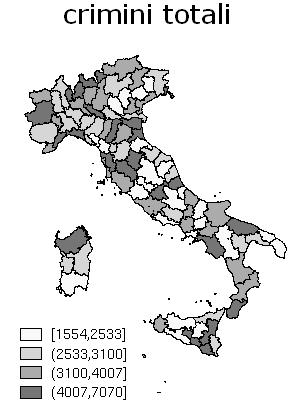 crimini totali
[1554,2533]
(2533,3100]
(3100,4007]
(4007,7070]